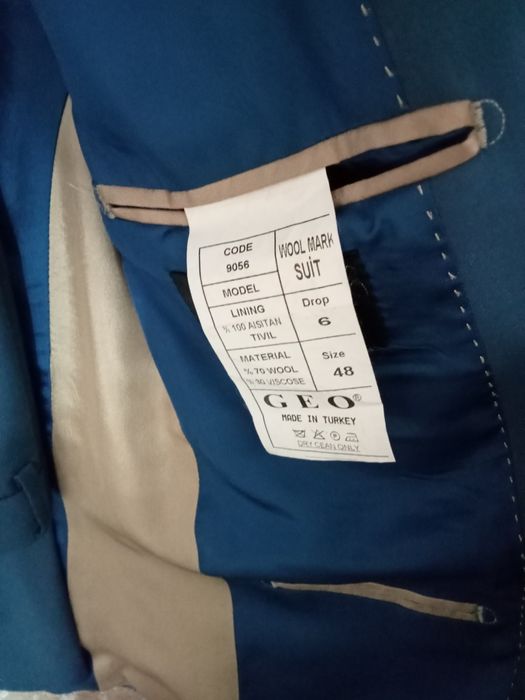 CODE
9056
WOOL MARK
SUİT
MODEL
LINING
% 100 AISITAN
TIVIL
Drop
6
MATERIAL
% 70 WOOL
% 30 VISCOSE
Size
48
GEO®
MADE IN TURKEY
DRY CEAN ONLY